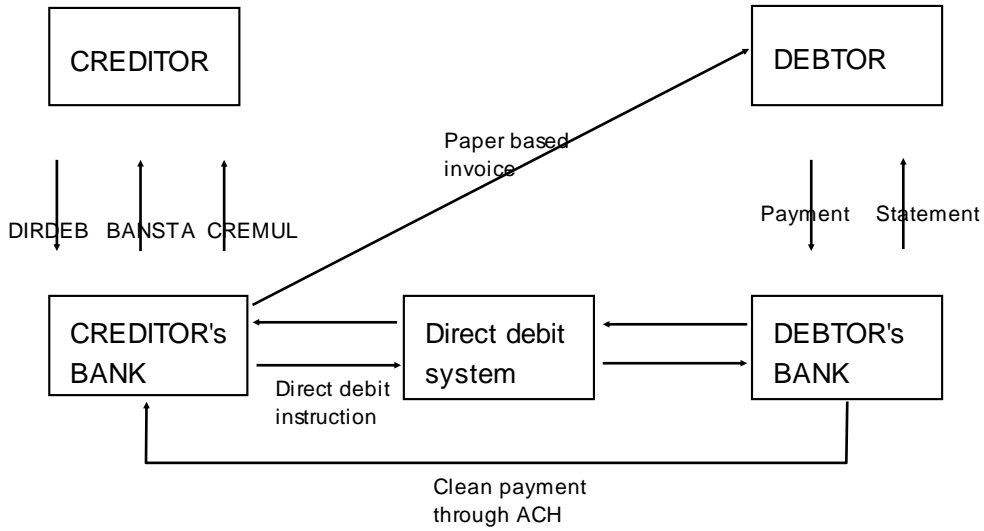 CREDITOR
DEBTOR
Paper based
invoice
DIRDEB BANSTA CREMUL
Payment Statement
CREDITOR's
BANK
Direct debit
system
DEBTOR's
BANK
Direct debit
instruction
Clean payment
through ACH